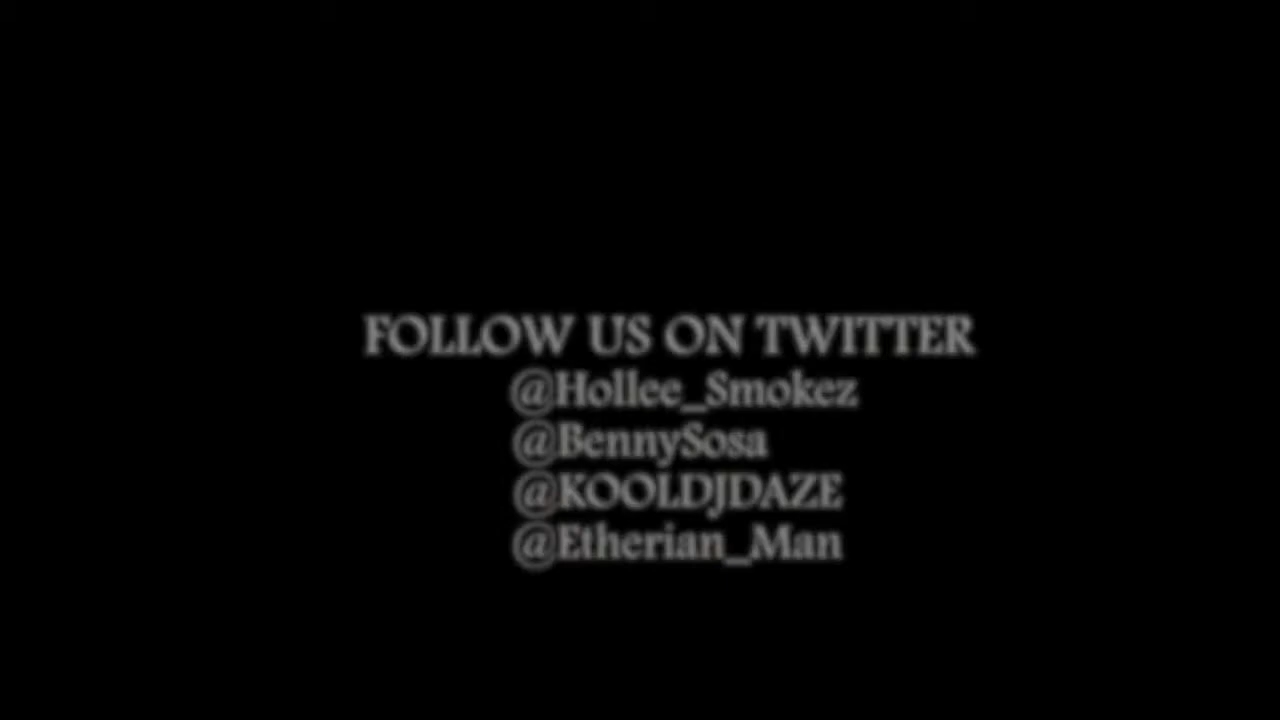 FOLLOW US ON TWITTER
@Hollee_Smokez
@BennySosa
@KOOLDJDAZE
@Etherian_Man